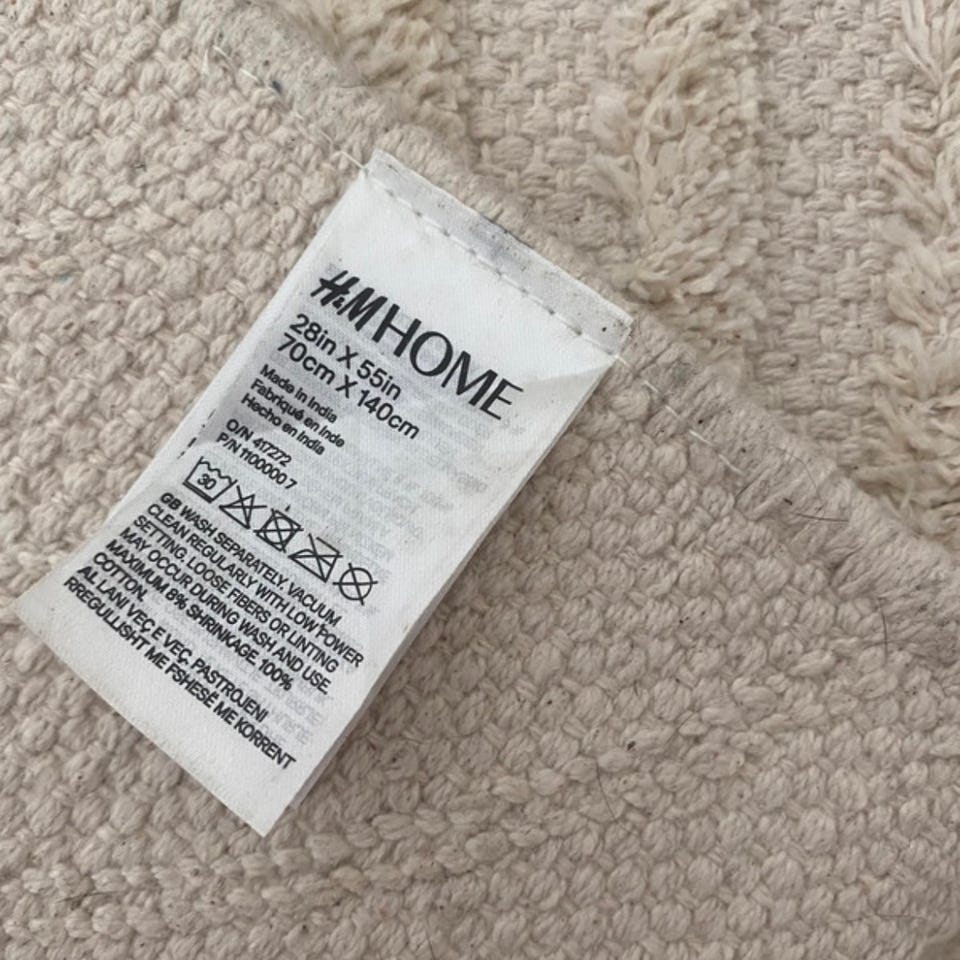 H&M HOME
28in X 55in
70cm X 140cm
Made in India
Fabriqué en Inde
Hecho en India
O/N 417272
P/N 1100000 7
30
GB WASH SEPARATELY. VACUUM
CLEAN REGULARLY WITH LOW POWER
SETTING. LOOSE FIBERS OR LINTING
MAY OCCUR DURING WASH AND USE.
MAXIMUM 8% SHRINKAGE. 100%
COTTON.
AL LANI VEÇ E VEÇ. PASTROJENI
RREGULLISHT ME FSHESË ME KORRENT